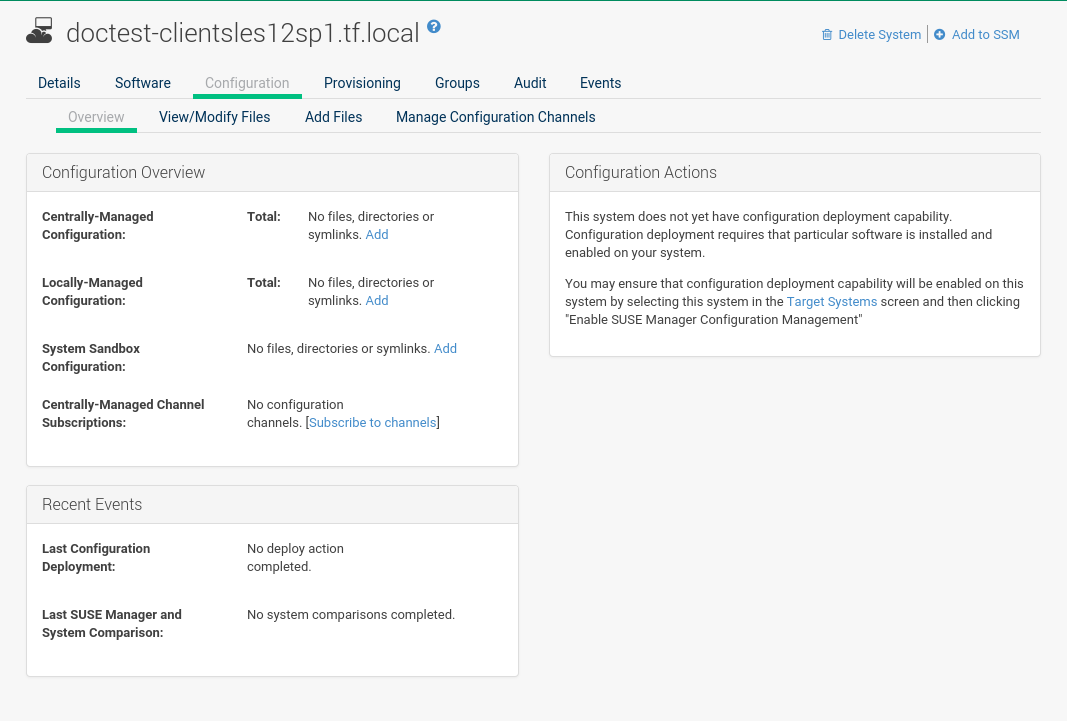 doctest-clientsles12sp1.tf.local ?
Delete System | Add to SSM
Details Software Configuration Provisioning Groups Audit Events
Overview View/Modify Files Add Files Manage Configuration Channels
Configuration Overview
Centrally-Managed Configuration:
Total:
No files, directories or
symlinks. Add
Locally-Managed
Configuration:
Total:
No files, directories or
symlinks. Add
System Sandbox
Configuration:
No files, directories or symlinks. Add
Centrally-Managed Channel
Subscriptions:
No configuration
channels. [Subscribe to channels]
Recent Events
Last Configuration
Deployment:
No deploy action
completed.
Last SUSE Manager and
System Comparison:
No system comparisons completed.
Configuration Actions
This system does not yet have configuration deployment capability.
Configuration deployment requires that particular software is installed and
enabled on your system.
You may ensure that configuration deployment capability will be enabled on this
system by selecting this system in the Target Systems screen and then clicking
"Enable SUSE Manager Configuration Management"